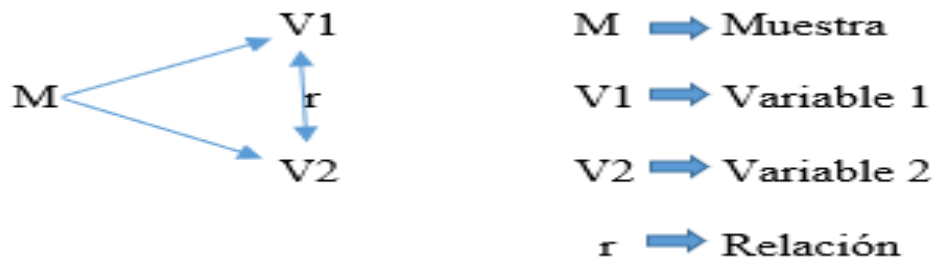 V1
M
r
V2
M Muestra
V1 Variable 1
V2 Variable 2
r Relación